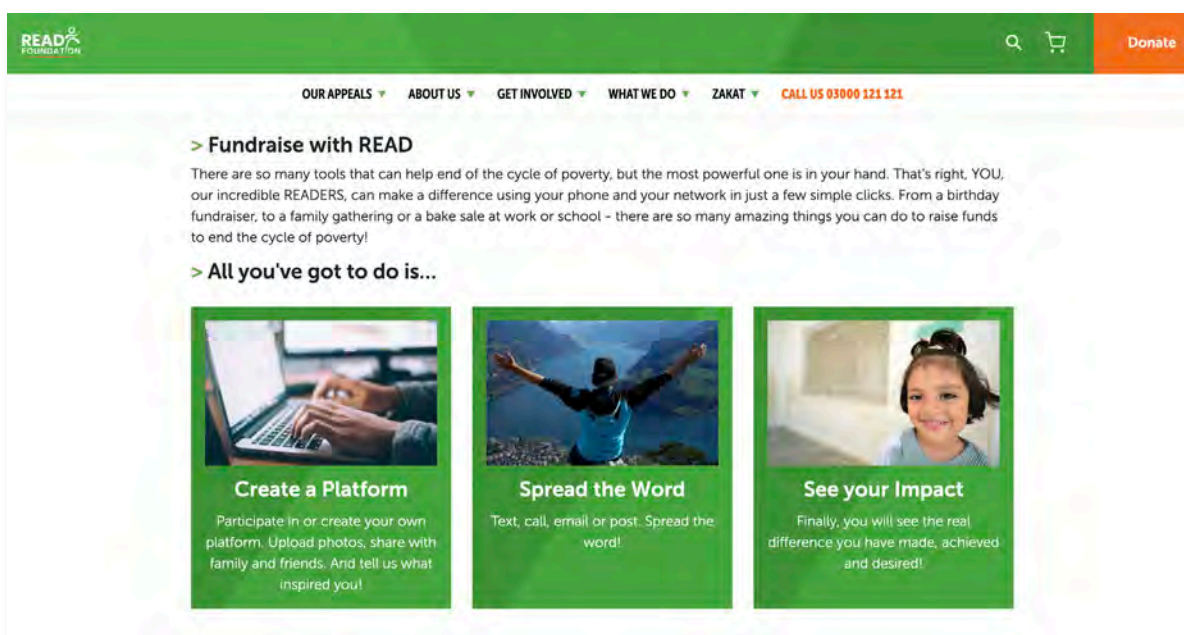 READ
FOUNDATION
Donate
OUR APPEALS ABOUT US GET INVOLVED WHAT WE DO ZAKAT CALL US 03000 121 121
> Fundraise with READ
There are so many tools that can help end of the cycle of poverty, but the most powerful one is in your hand. That's right, YOU,
our incredible READERS, can make a difference using your phone and your network in just a few simple clicks. From a birthday
fundraiser, to a family gathering or a bake sale at work or school – there are so many amazing things you can do to raise funds
to end the cycle of poverty!
> All you've got to do is...
Create a Platform
Participate in or create your own
platform. Upload photos, share with
family and friends. And tell us what
inspired you!
Spread the Word
Text, call, email or post. Spread the
word!
See your Impact
Finally, you will see the real
difference you have made, achieved
and desired!